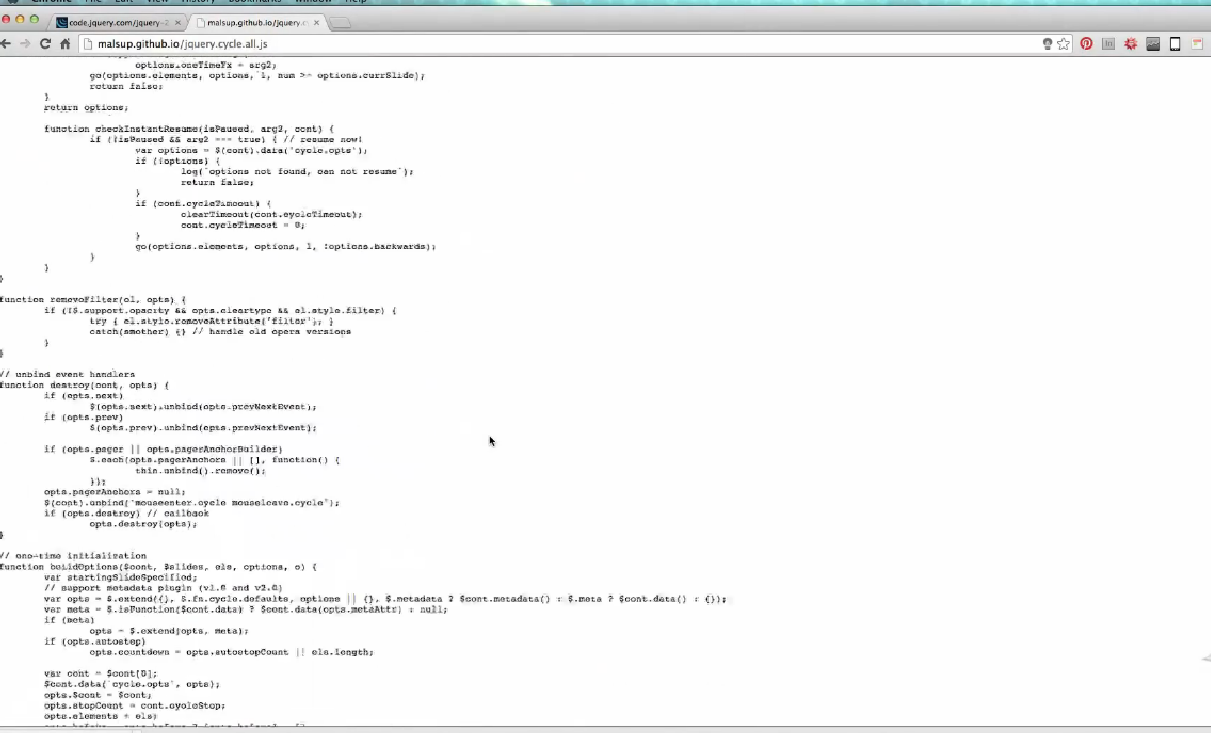 Chrome File Edit View History Bookmarks Window Help
code.jquery.com/jquery-2
malsup.github.io/jquery.c
malsup.github.io/jquery.cycle.all.js
options.oneTimeFx = arg2;
go(options.elements, options, 1, num >= options.currSlide);
return false;
}
return options;
function checkInstantResume(isPaused, arg2, cont) {
if (!isPaused && arg2 === true) { // resume now!
var options = $(cont).data('cycle.opts');
if (!options) {
log('options not found, can not resume');
return false;
}
if (cont.cycleTimeout) {
clearTimeout(cont.cycleTimeout);
cont.cycleTimeout = 0;
}
go(options.elements, options, 1, !options.backwards);
}
}
}
function removeFilter(el, opts) {
if (!$.support.opacity && opts.cleartype && el.style.filter) {
try { el.style.removeAttribute('filter'); }
catch(smother) {} // handle old opera versions
}
}
// unbind event handlers
function destroy(cont, opts) {
if (opts.next)
$(opts.next).unbind(opts.prevNextEvent);
if (opts.prev)
$(opts.prev).unbind(opts.prevNextEvent);
if (opts.pager || opts.pagerAnchorBuilder)
$.each(opts.pagerAnchors || [], function() {
this.unbind().remove();
});
opts.pagerAnchors = null;
$(cont).unbind('mouseenter.cycle mouseleave.cycle');
if (opts.destroy) // callback
opts.destroy(opts);
}
// one-time initialization
function buildOptions($cont, $slides, els, options, o) {
var startingSlideSpecified;
// support metadata plugin (v1.0 and v2.0)
var opts = $.extend({}, $.fn.cycle.defaults, options || {}, $.metadata ? $cont.metadata() : $.meta ? $cont.data() : {});
var meta = $.isFunction($cont.data) ? $cont.data(opts.metaAttr) : null;
if (meta)
opts = $.extend(opts, meta);
if (opts.autostop)
opts.countdown = opts.autostopCount || els.length;
var cont = $cont[0];
$cont.data('cycle.opts', opts);
opts.$cont = $cont;
opts.stopCount = cont.cycleStop;
opts.elements = els;